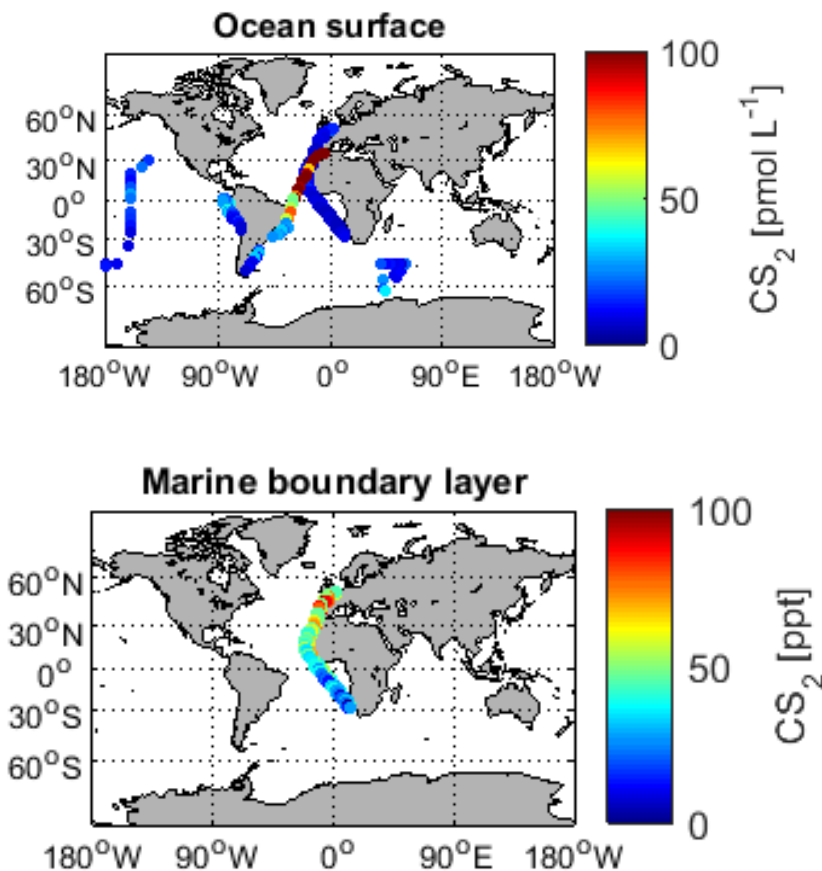 Ocean surface
60°N
30°N
0°
30°S
60°S
180°W 90°W 0° 90°E 180°W
100
50
0
CS₂ [pmol L⁻¹]
Marine boundary layer
60°N
30°N
0°
30°S
60°S
180°W 90°W 0° 90°E 180°W
100
50
0
CS₂ [ppt]